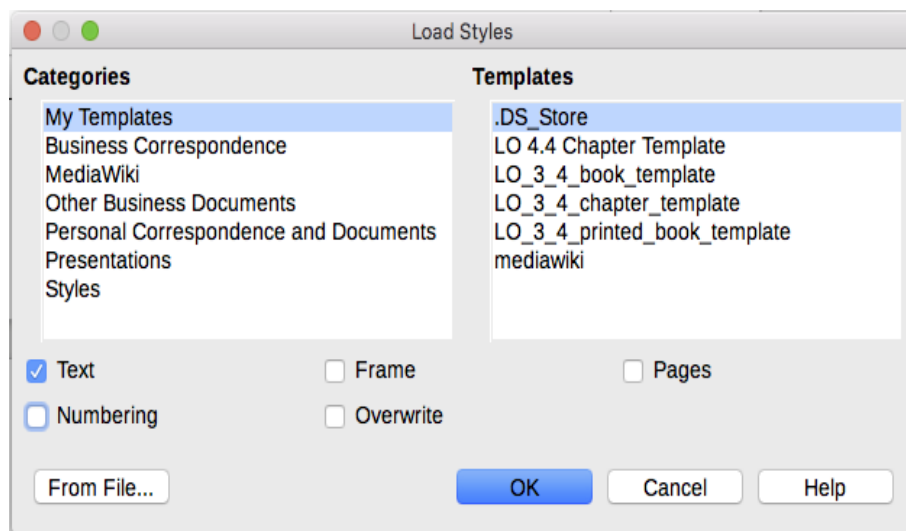 Load Styles
Categories
My Templates
Business Correspondence
MediaWiki
Other Business Documents
Personal Correspondence and Documents
Presentations
Styles
Templates
.DS_Store
LO 4.4 Chapter Template
LO_3_4_book_template
LO_3_4_chapter_template
LO_3_4_printed_book_template
mediawiki
Text
Frame
Pages
Numbering
Overwrite
From File...
OK
Cancel
Help